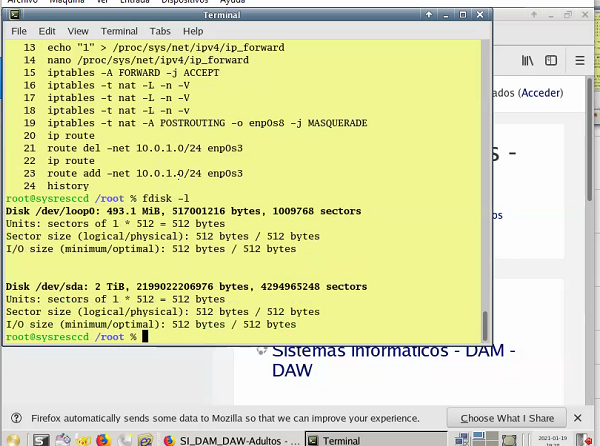 Terminal
File Edit View Terminal Tabs Help
13 echo "1" > /proc/sys/net/ipv4/ip_forward
14 nano /proc/sys/net/ipv4/ip_forward
15 iptables -A FORWARD -j ACCEPT
16 iptables -t nat -L -n -V
17 iptables -t nat -L -n -V
18 iptables -t nat -L -n -v
19 iptables -t nat -A POSTROUTING -o enp0s8 -j MASQUERADE
20 ip route
21 route del -net 10.0.1.0/24 enp0s3
22 ip route
23 route add -net 10.0.1.0/24 enp0s3
24 history
root@sysresccd /root % fdisk -l
Disk /dev/loop0: 493.1 MiB, 517001216 bytes, 1009768 sectors
Units: sectors of 1 * 512 = 512 bytes
Sector size (logical/physical): 512 bytes / 512 bytes
I/O size (minimum/optimal): 512 bytes / 512 bytes
Disk /dev/sda: 2 TiB, 2199022206976 bytes, 4294965248 sectors
Units: sectors of 1 * 512 = 512 bytes
Sector size (logical/physical): 512 bytes / 512 bytes
I/O size (minimum/optimal): 512 bytes / 512 bytes
root@sysresccd /root %
ados (Acceder)
s -
os
Sistemas Informáticos - DAM -
DAW
Firefox automatically sends some data to Mozilla so that we can improve your experience.
Choose What I Share
SI_DAM_DAW-Adultos - ...
Terminal
2021-01-19